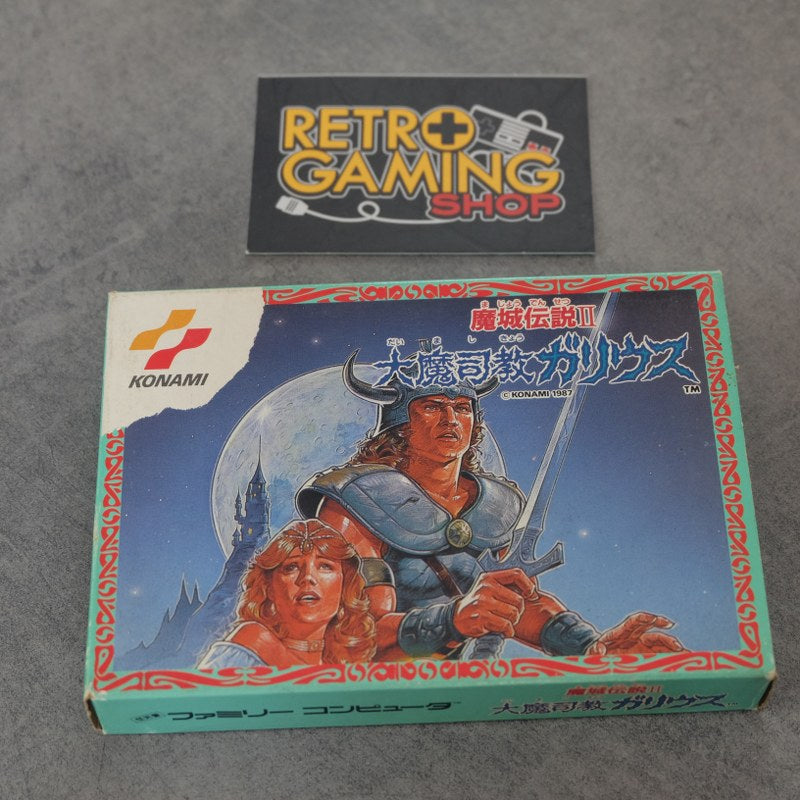 RETRO
GAMING
SHOP
KONAMI
ま じょう でん せつ
魔城伝説II
だい ま し きょう
大魔司教ガリウス
TM
© KONAMI 1987
ファミリー コンピュータ
魔城伝説II
大魔司教ガリウス